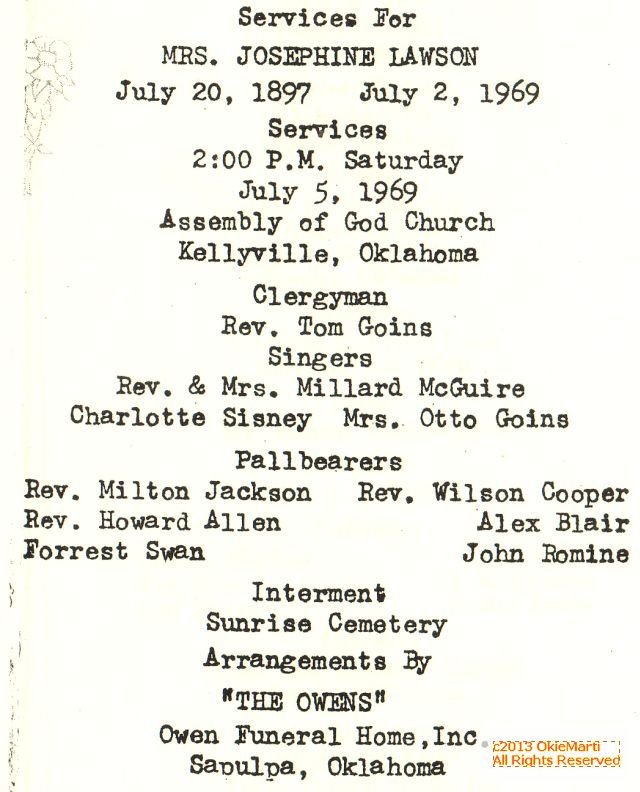 Services For
MRS. JOSEPHINE LAWSON
July 20, 1897 July 2, 1969
Services
2:00 P.M. Saturday
July 5, 1969
Assembly of God Church
Kellyville, Oklahoma
Clergyman
Rev. Tom Goins
Singers
Rev. & Mrs. Millard McGuire
Charlotte Sisney Mrs. Otto Goins
Pallbearers
Rev. Milton Jackson Rev. Wilson Cooper
Rev. Howard Allen Alex Blair
Forrest Swan John Romine
Interment
Sunrise Cemetery
Arrangements By
"THE OWENS"
Owen Funeral Home,Inc.
Sapulpa, Oklahoma
c2013 OkieMarti
All Rights Reserved